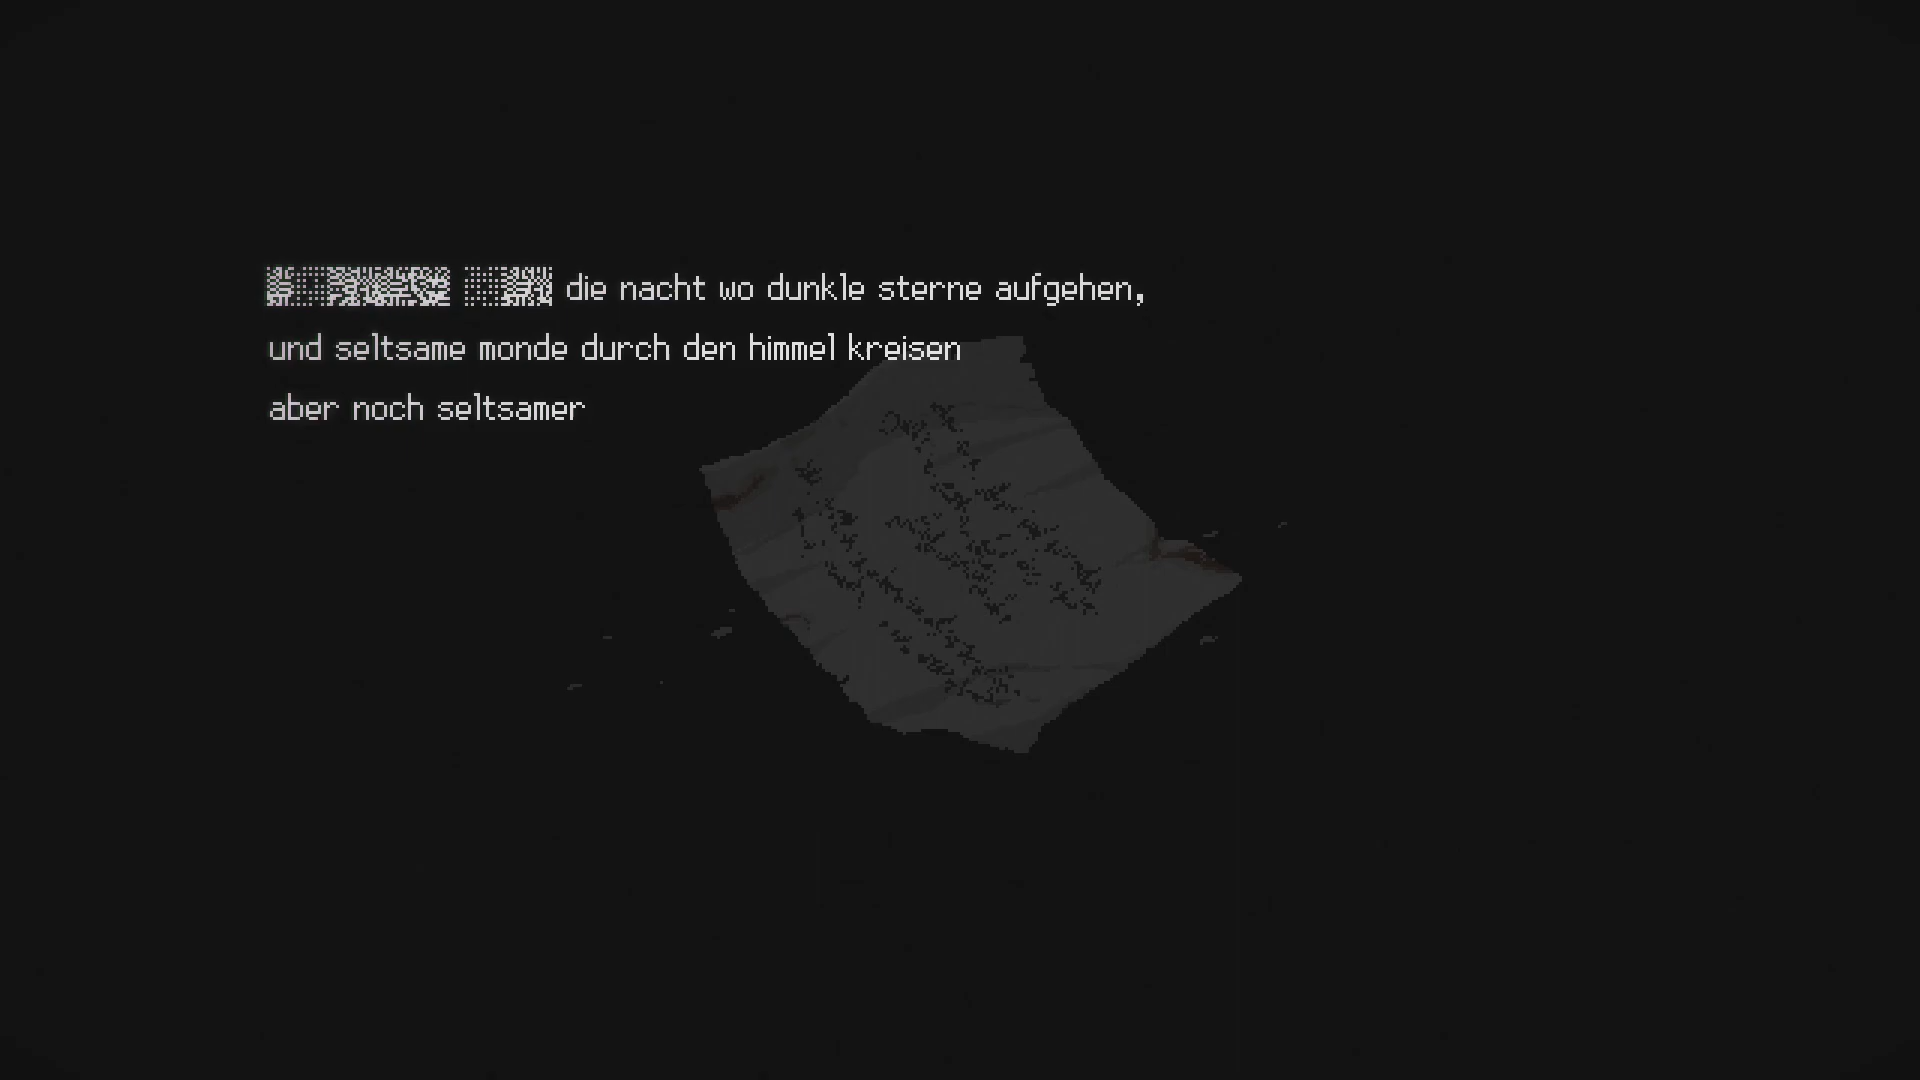 die nacht wo dunkle sterne aufgehen,
und seltsame monde durch den himmel kreisen
aber noch seltsamer